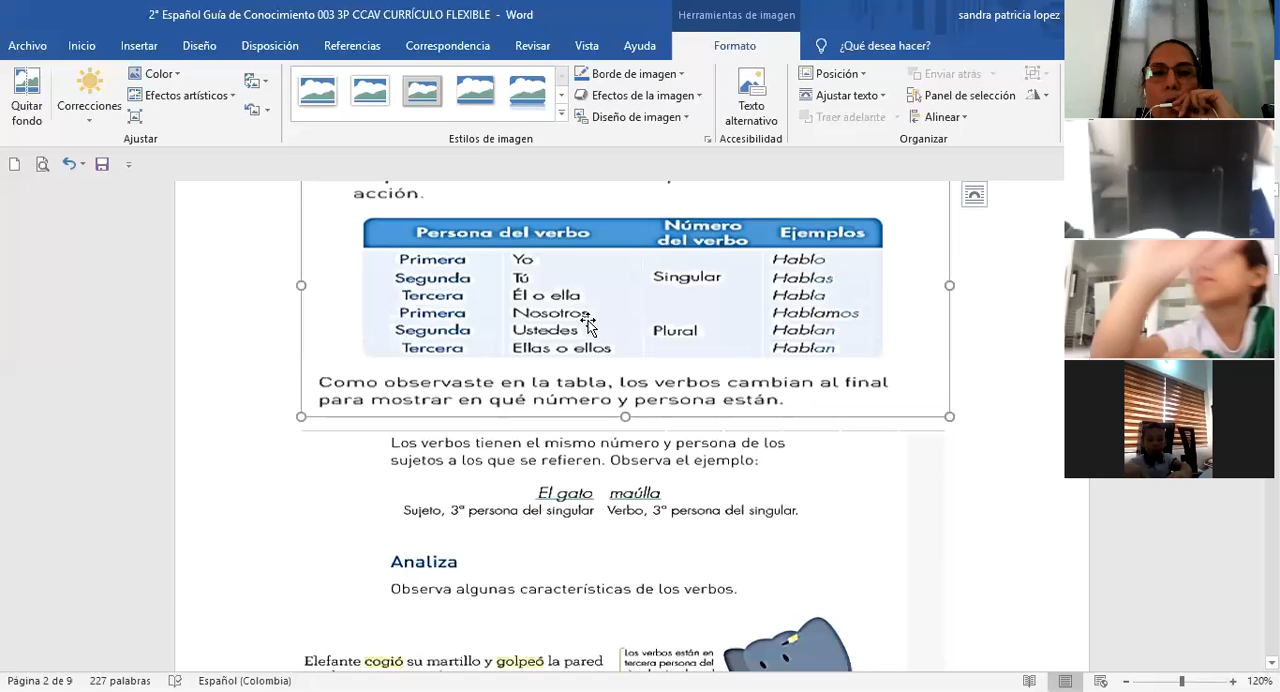 2° Español Guía de Conocimiento 003 3P CCAV CURRÍCULO FLEXIBLE - Word
Herramientas de imagen
sandra patricia lopez
Archivo Inicio Insertar Diseño Disposición Referencias Correspondencia Revisar Vista Ayuda Formato ¿Qué desea hacer?
Quitar fondo
Correcciones
Color
Efectos artísticos
Ajustar
Borde de imagen
Efectos de la imagen
Diseño de imagen
Estilos de imagen
Texto alternativo
Accesibilidad
Posición
Ajustar texto
Traer adelante
Enviar atrás
Panel de selección
Alinear
Organizar
acción.
Persona del verbo Número del verbo Ejemplos
Primera Yo Hablo
Segunda Tú Singular Hablas
Tercera Él o ella Habla
Primera Nosotros Hablamos
Segunda Ustedes Plural Hablan
Tercera Ellas o ellos Hablan
Como observaste en la tabla, los verbos cambian al final
para mostrar en qué número y persona están.
Los verbos tienen el mismo número y persona de los
sujetos a los que se refieren. Observa el ejemplo:
El gato maúlla
Sujeto, 3ª persona del singular Verbo, 3ª persona del singular.
Analiza
Observa algunas características de los verbos.
Elefante cogió su martillo y golpeó la pared
Los verbos están en
tercera persona del
Página 2 de 9 227 palabras Español (Colombia) 120%